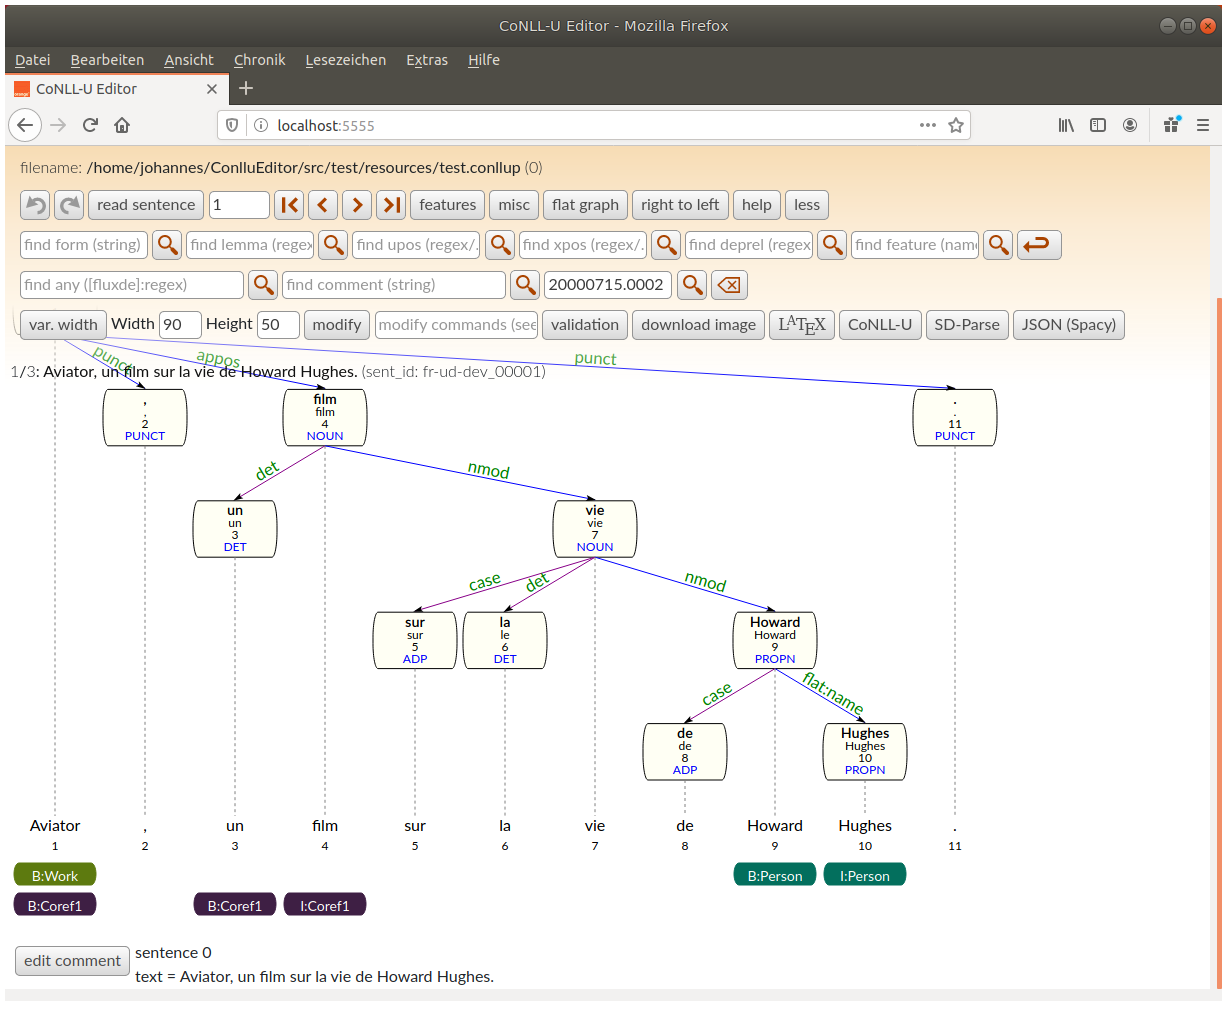 CoNLL-U Editor - Mozilla Firefox
Datei Bearbeiten Ansicht Chronik Lesezeichen Extras Hilfe
CoNLL-U Editor
localhost:5555
filename: /home/johannes/ConlluEditor/src/test/resources/test.conllup (0)
read sentence 1 features misc flat graph right to left help less
find form (string) find lemma (regex find upos (regex/. find xpos (regex/. find deprel (regex find feature (name
find any ([fluxde]:regex) find comment (string) 20000715.0002
var. width Width 90 Height 50 modify modify commands (see validation download image LATEX CoNLL-U SD-Parse JSON (Spacy)
punct appos punct
1/3: Aviator, un film sur la vie de Howard Hughes. (sent_id: fr-ud-dev_00001)
, film .
, film .
2 4 11
PUNCT NOUN PUNCT
det nmod
un vie
un vie
3 7
DET NOUN
case det nmod
sur la Howard
sur le Howard
5 6 9
ADP DET PROPN
case flat:name
de Hughes
de Hughes
8 10
ADP PROPN
Aviator , un film sur la vie de Howard Hughes .
1 2 3 4 5 6 7 8 9 10 11
B:Work B:Person I:Person
B:Coref1 B:Coref1 I:Coref1
edit comment sentence 0
text = Aviator, un film sur la vie de Howard Hughes.